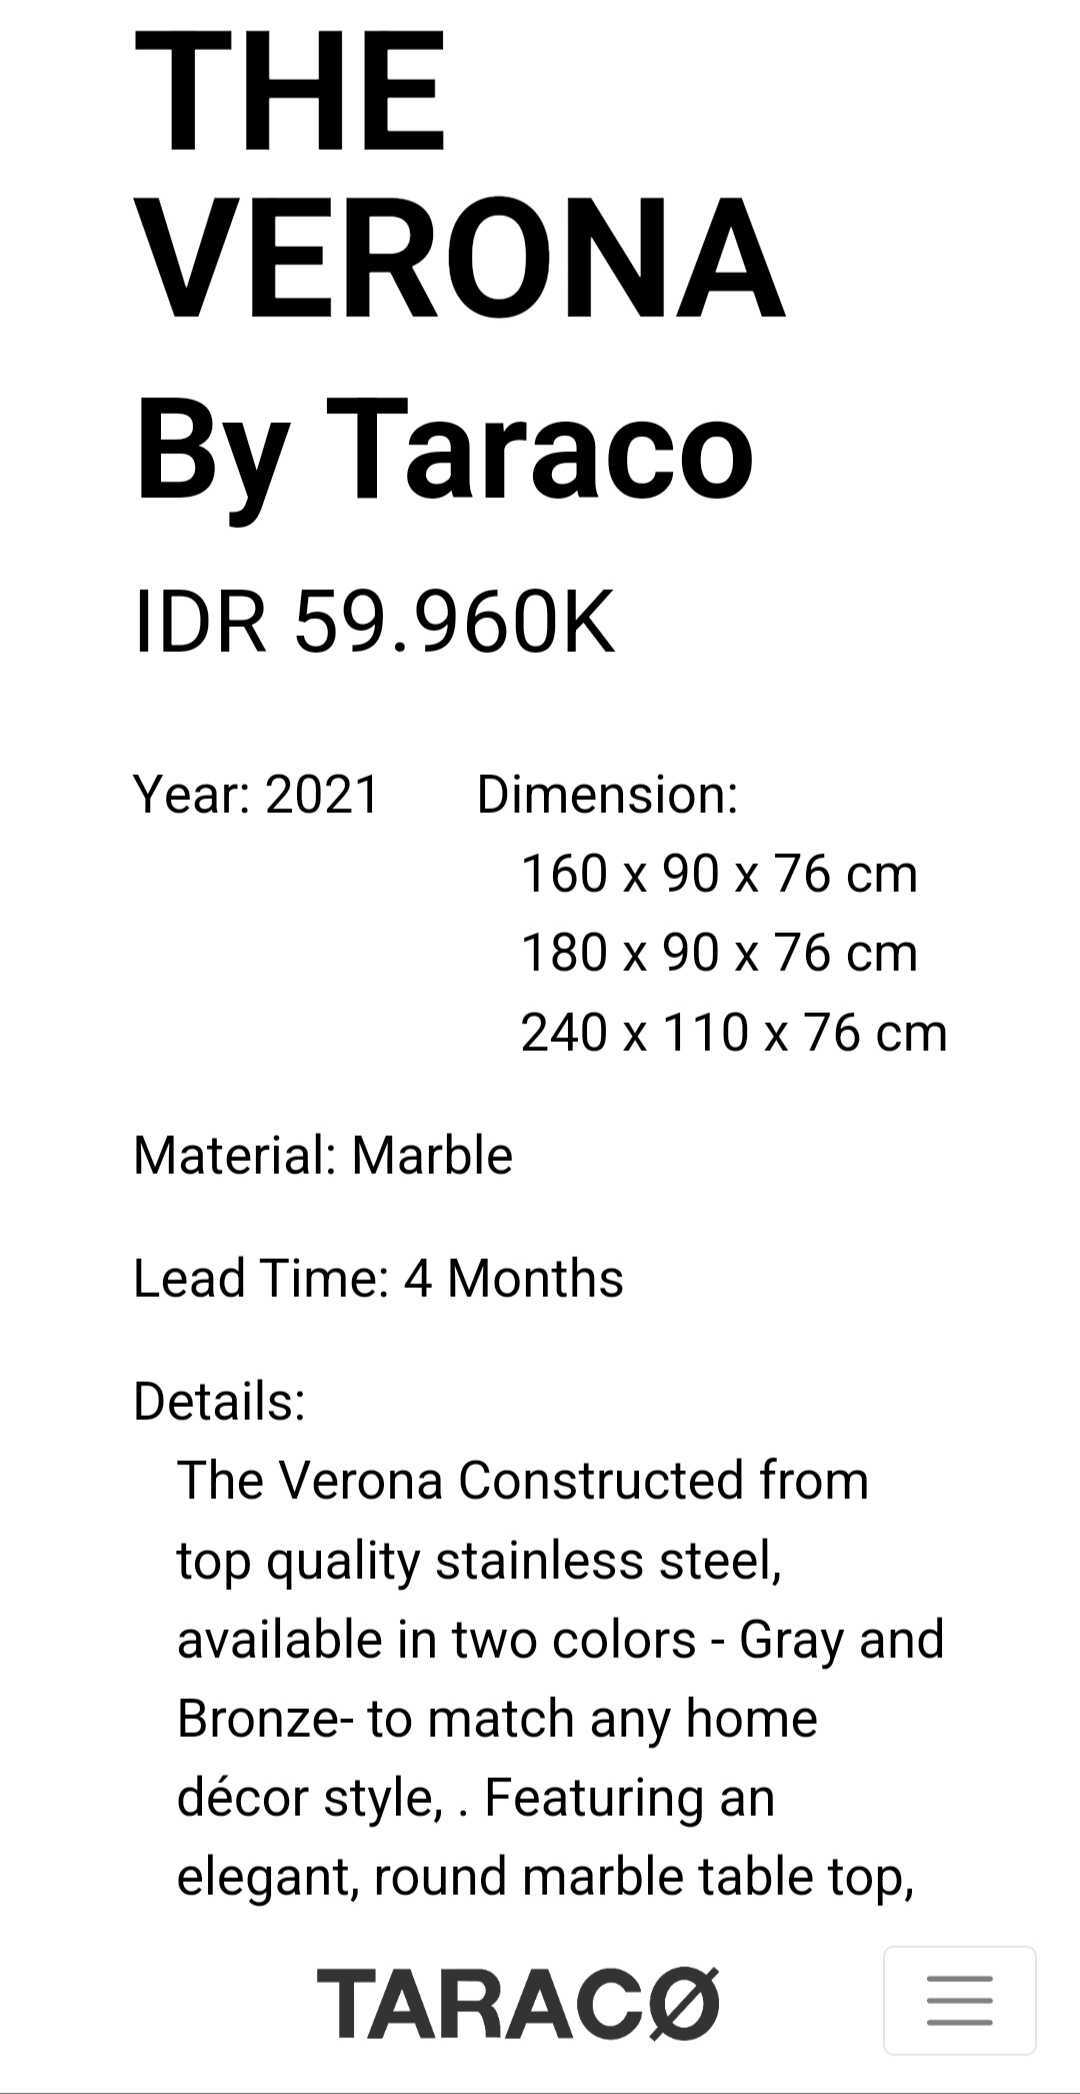 THE
VERONA
By Taraco
IDR 59.960K
Year: 2021
Dimension:
160 x 90 x 76 cm
180 x 90 x 76 cm
240 x 110 x 76 cm
Material: Marble
Lead Time: 4 Months
Details:
The Verona Constructed from
top quality stainless steel,
available in two colors - Gray and
Bronze- to match any home
décor style, . Featuring an
elegant, round marble table top,
TARACØ